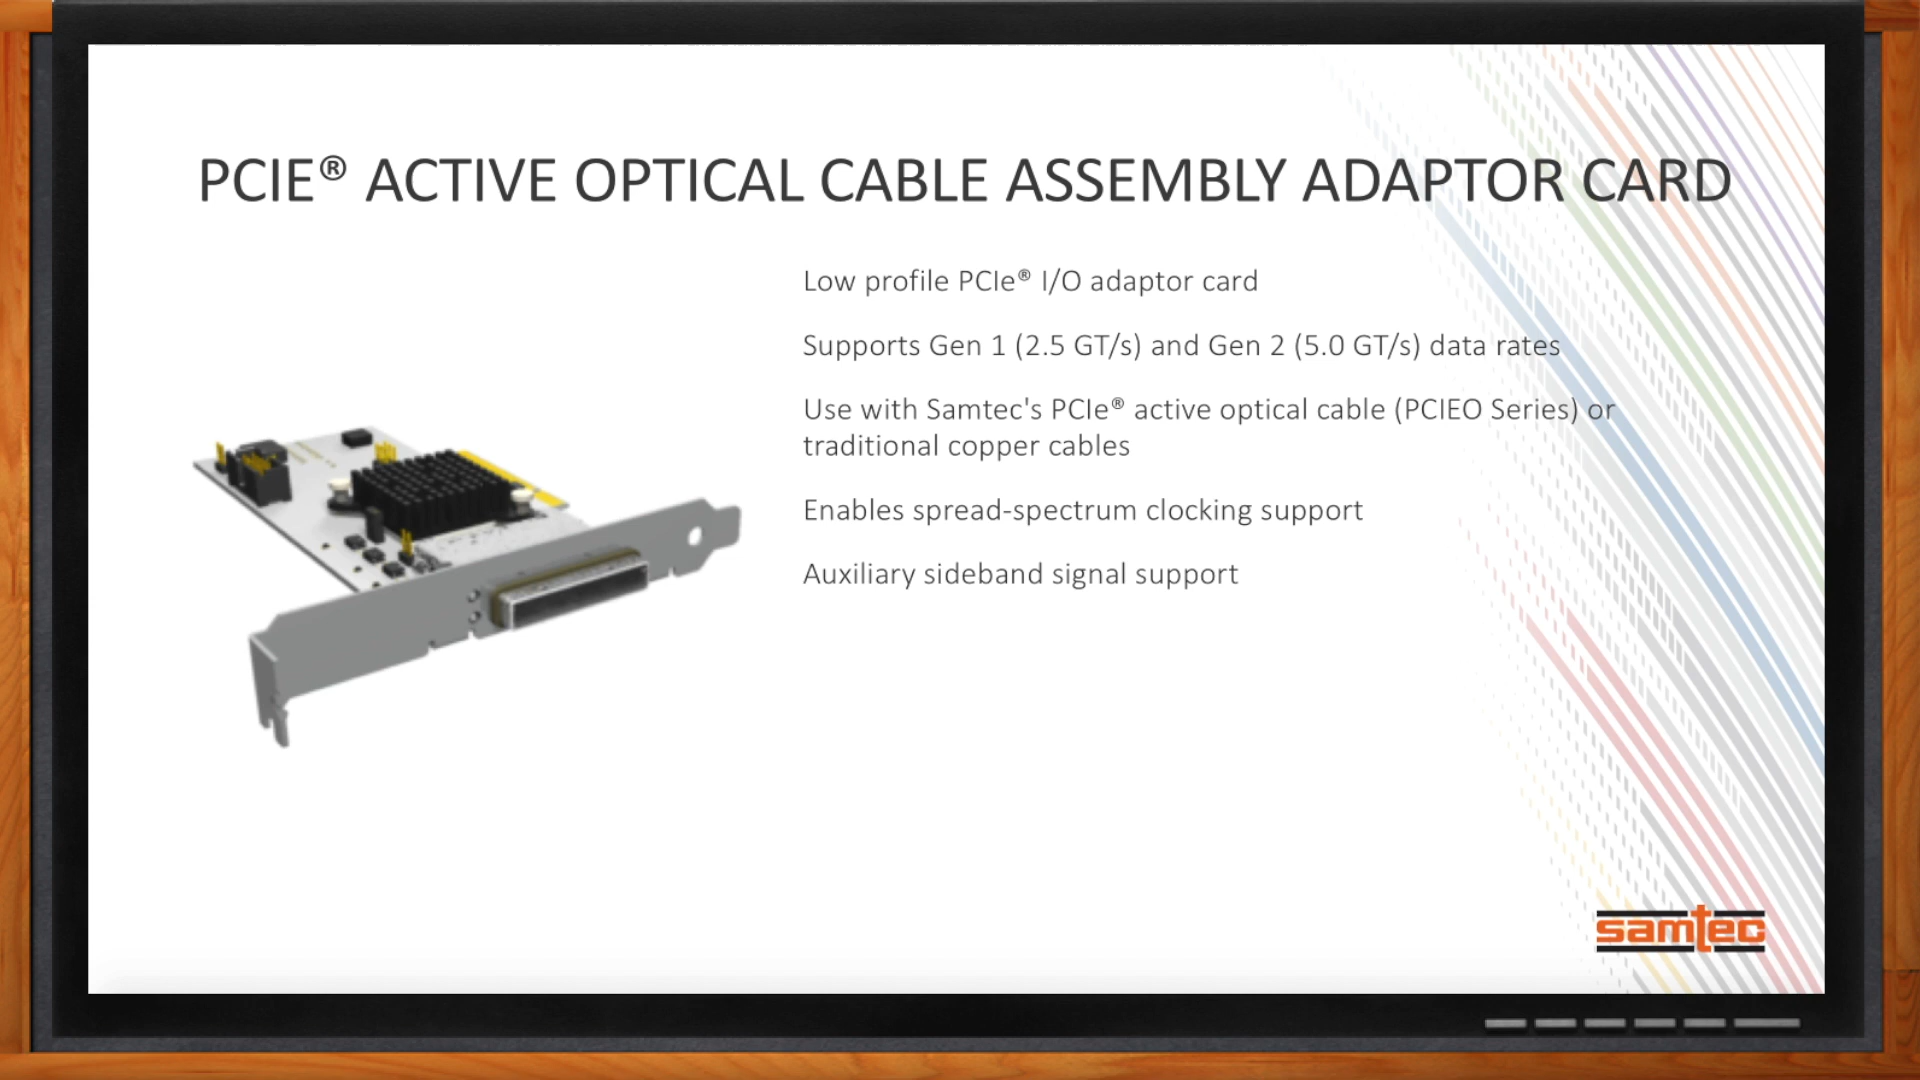 PCIE® ACTIVE OPTICAL CABLE ASSEMBLY ADAPTOR CARD
Low profile PCIe® I/O adaptor card
Supports Gen 1 (2.5 GT/s) and Gen 2 (5.0 GT/s) data rates
Use with Samtec's PCIe® active optical cable (PCIEO Series) or
traditional copper cables
Enables spread-spectrum clocking support
Auxiliary sideband signal support
samtec